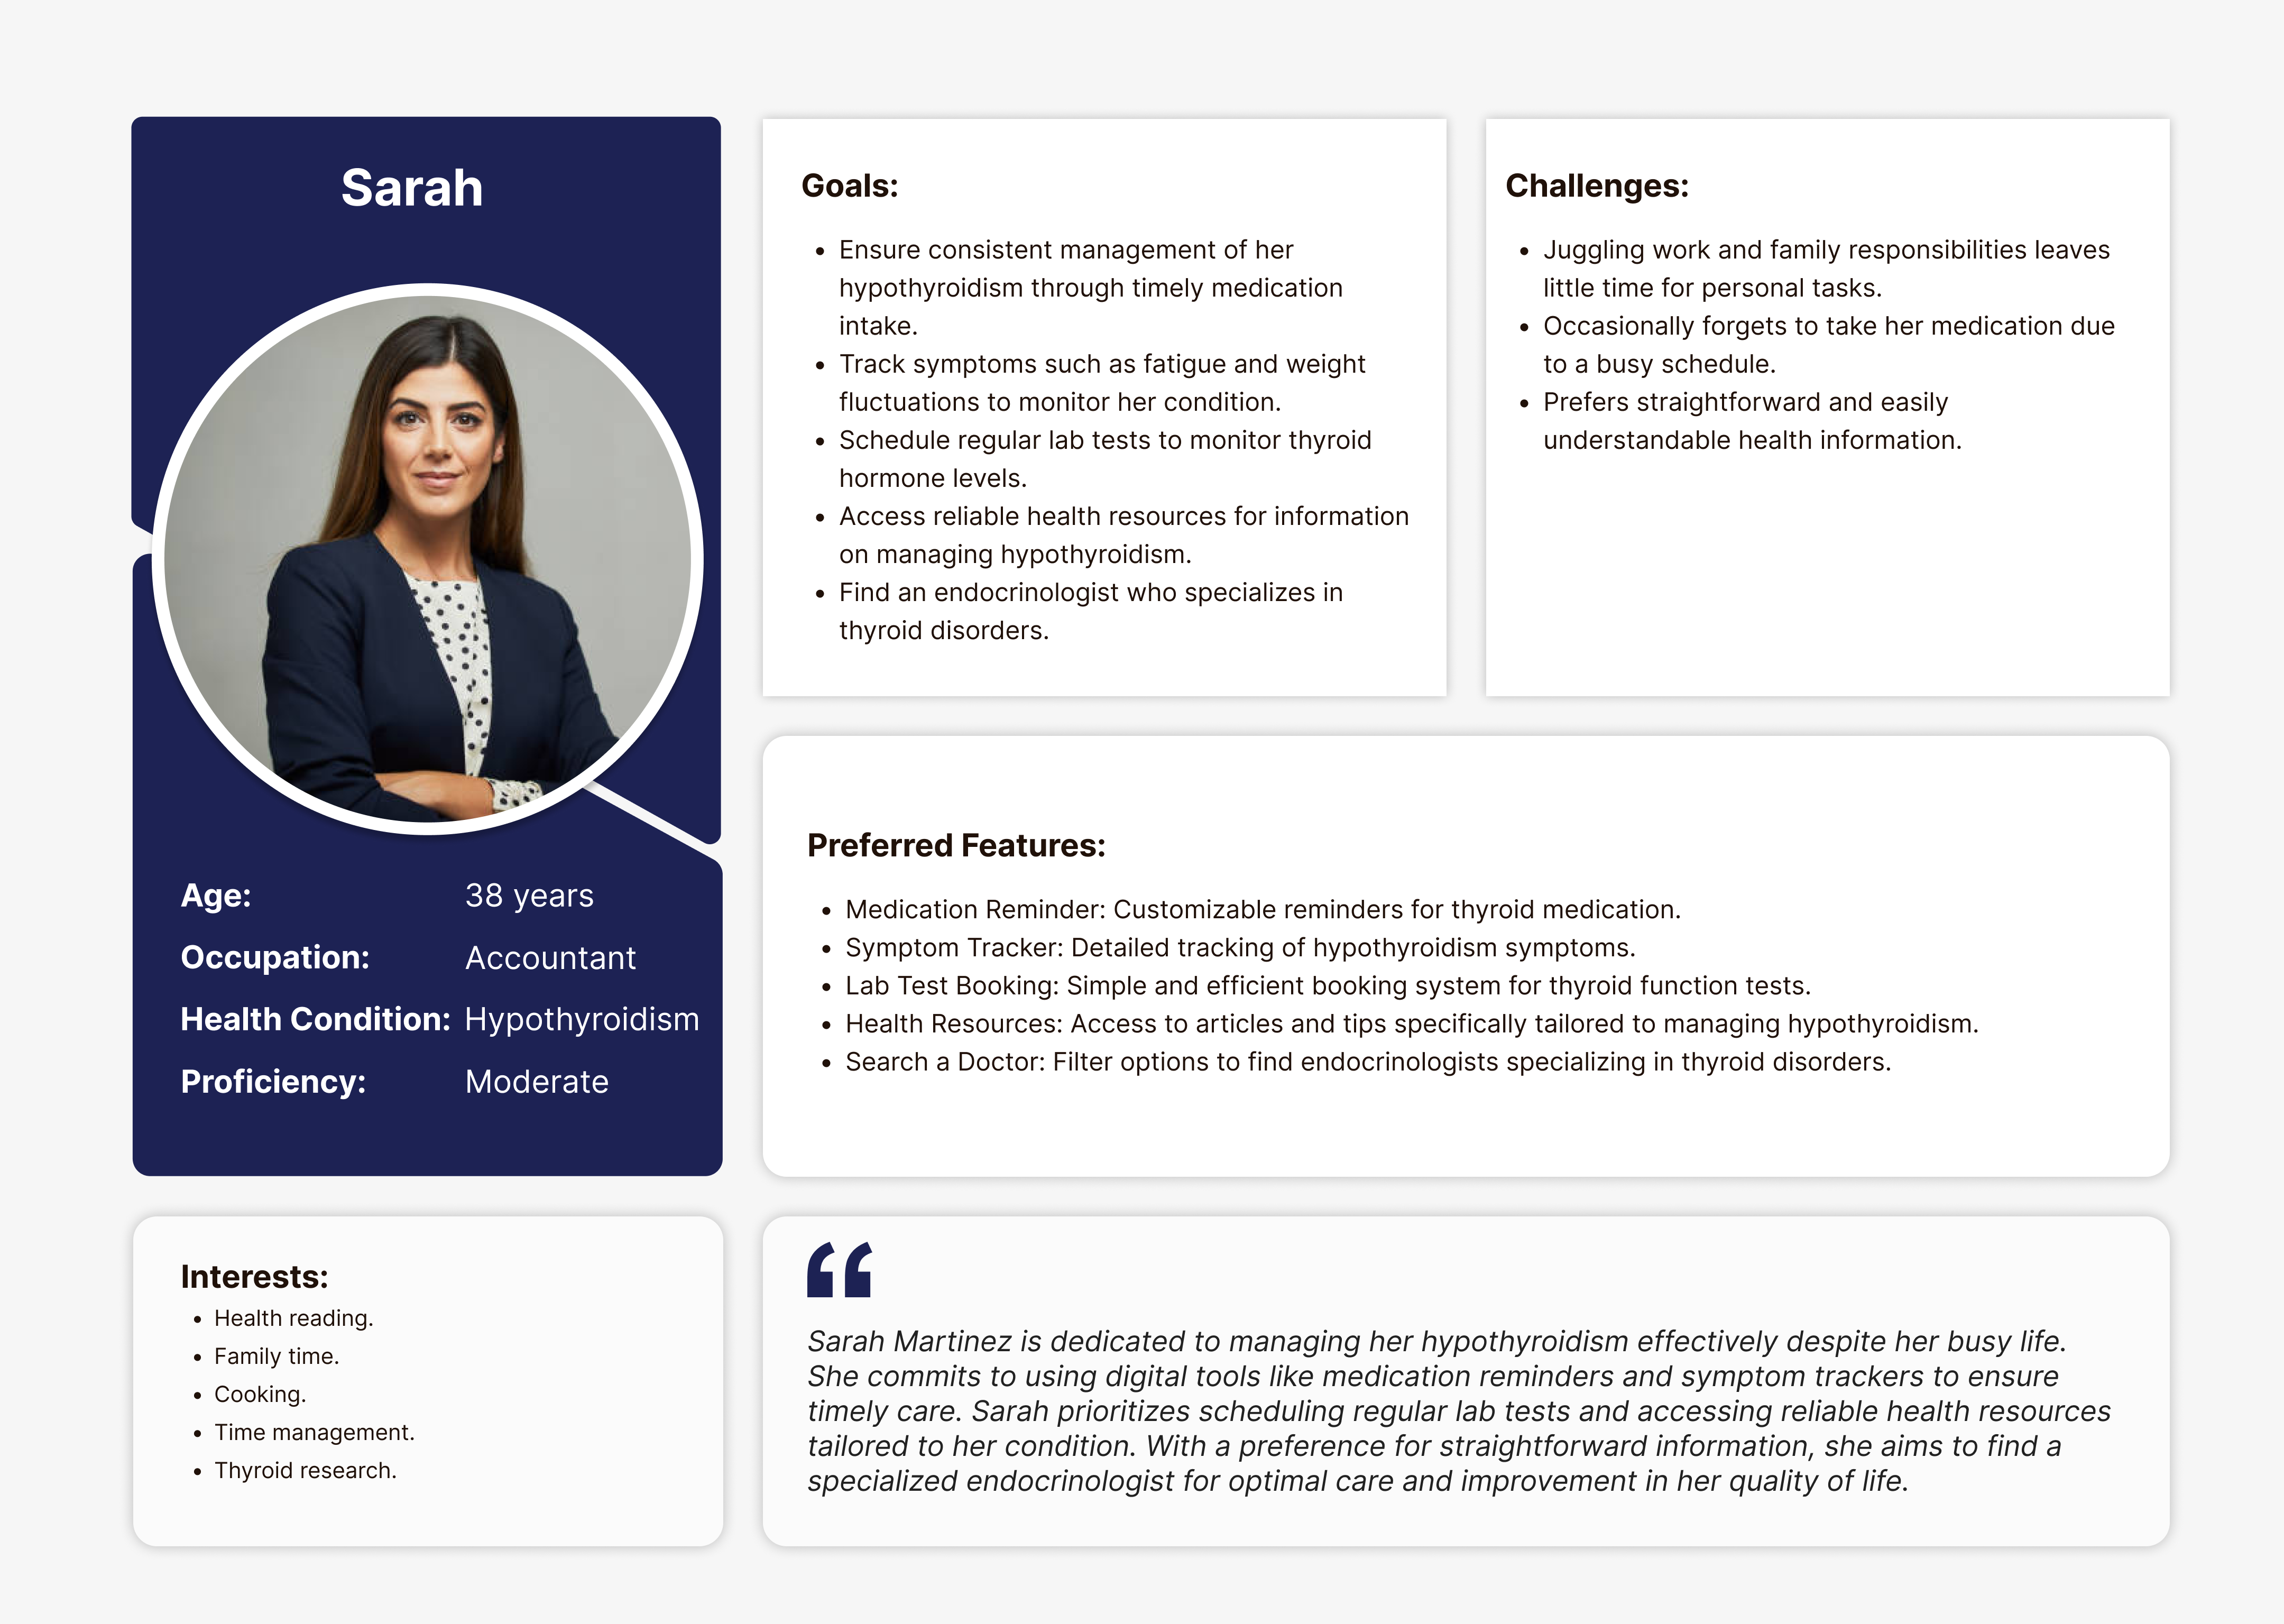 Sarah
Age: 38 years
Occupation: Accountant
Health Condition: Hypothyroidism
Proficiency: Moderate
Goals:
• Ensure consistent management of her
hypothyroidism through timely medication
intake.
• Track symptoms such as fatigue and weight
fluctuations to monitor her condition.
• Schedule regular lab tests to monitor thyroid
hormone levels.
• Access reliable health resources for information
on managing hypothyroidism.
• Find an endocrinologist who specializes in
thyroid disorders.
Challenges:
• Juggling work and family responsibilities leaves
little time for personal tasks.
• Occasionally forgets to take her medication due
to a busy schedule.
• Prefers straightforward and easily
understandable health information.
Preferred Features:
• Medication Reminder: Customizable reminders for thyroid medication.
• Symptom Tracker: Detailed tracking of hypothyroidism symptoms.
• Lab Test Booking: Simple and efficient booking system for thyroid function tests.
• Health Resources: Access to articles and tips specifically tailored to managing hypothyroidism.
• Search a Doctor: Filter options to find endocrinologists specializing in thyroid disorders.
Interests:
• Health reading.
• Family time.
• Cooking.
• Time management.
• Thyroid research.
“
Sarah Martinez is dedicated to managing her hypothyroidism effectively despite her busy life.
She commits to using digital tools like medication reminders and symptom trackers to ensure
timely care. Sarah prioritizes scheduling regular lab tests and accessing reliable health resources
tailored to her condition. With a preference for straightforward information, she aims to find a
specialized endocrinologist for optimal care and improvement in her quality of life.